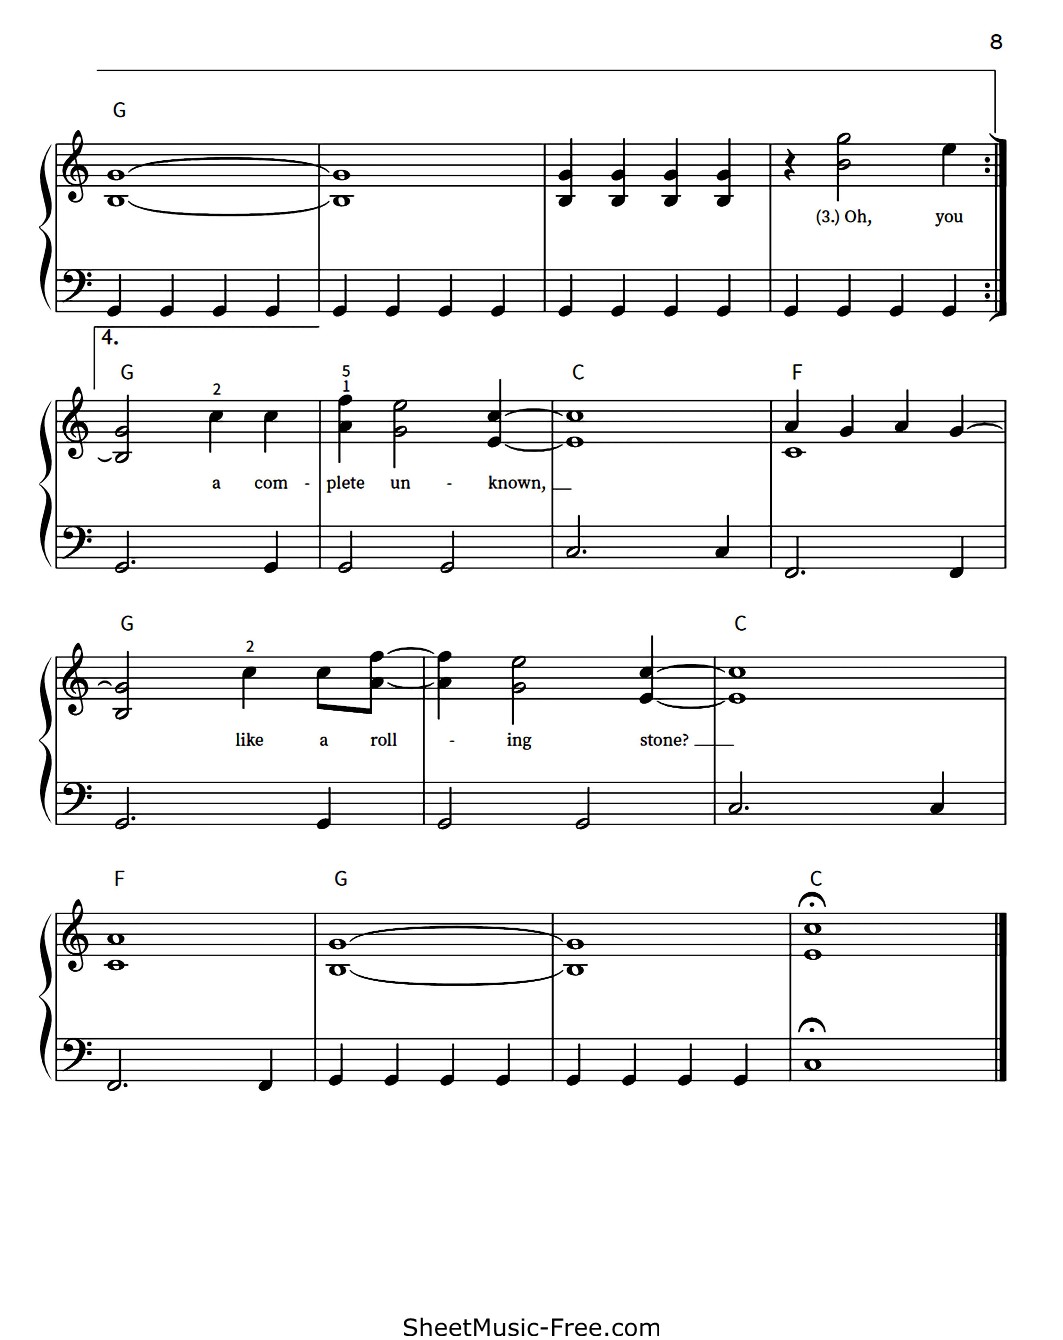 8
G
(3.) Oh, you
4.
G 2 5 1 C F
a com - plete un - known,
G 2 C
like a roll - ing stone?
F G C
SheetMusic-Free.com